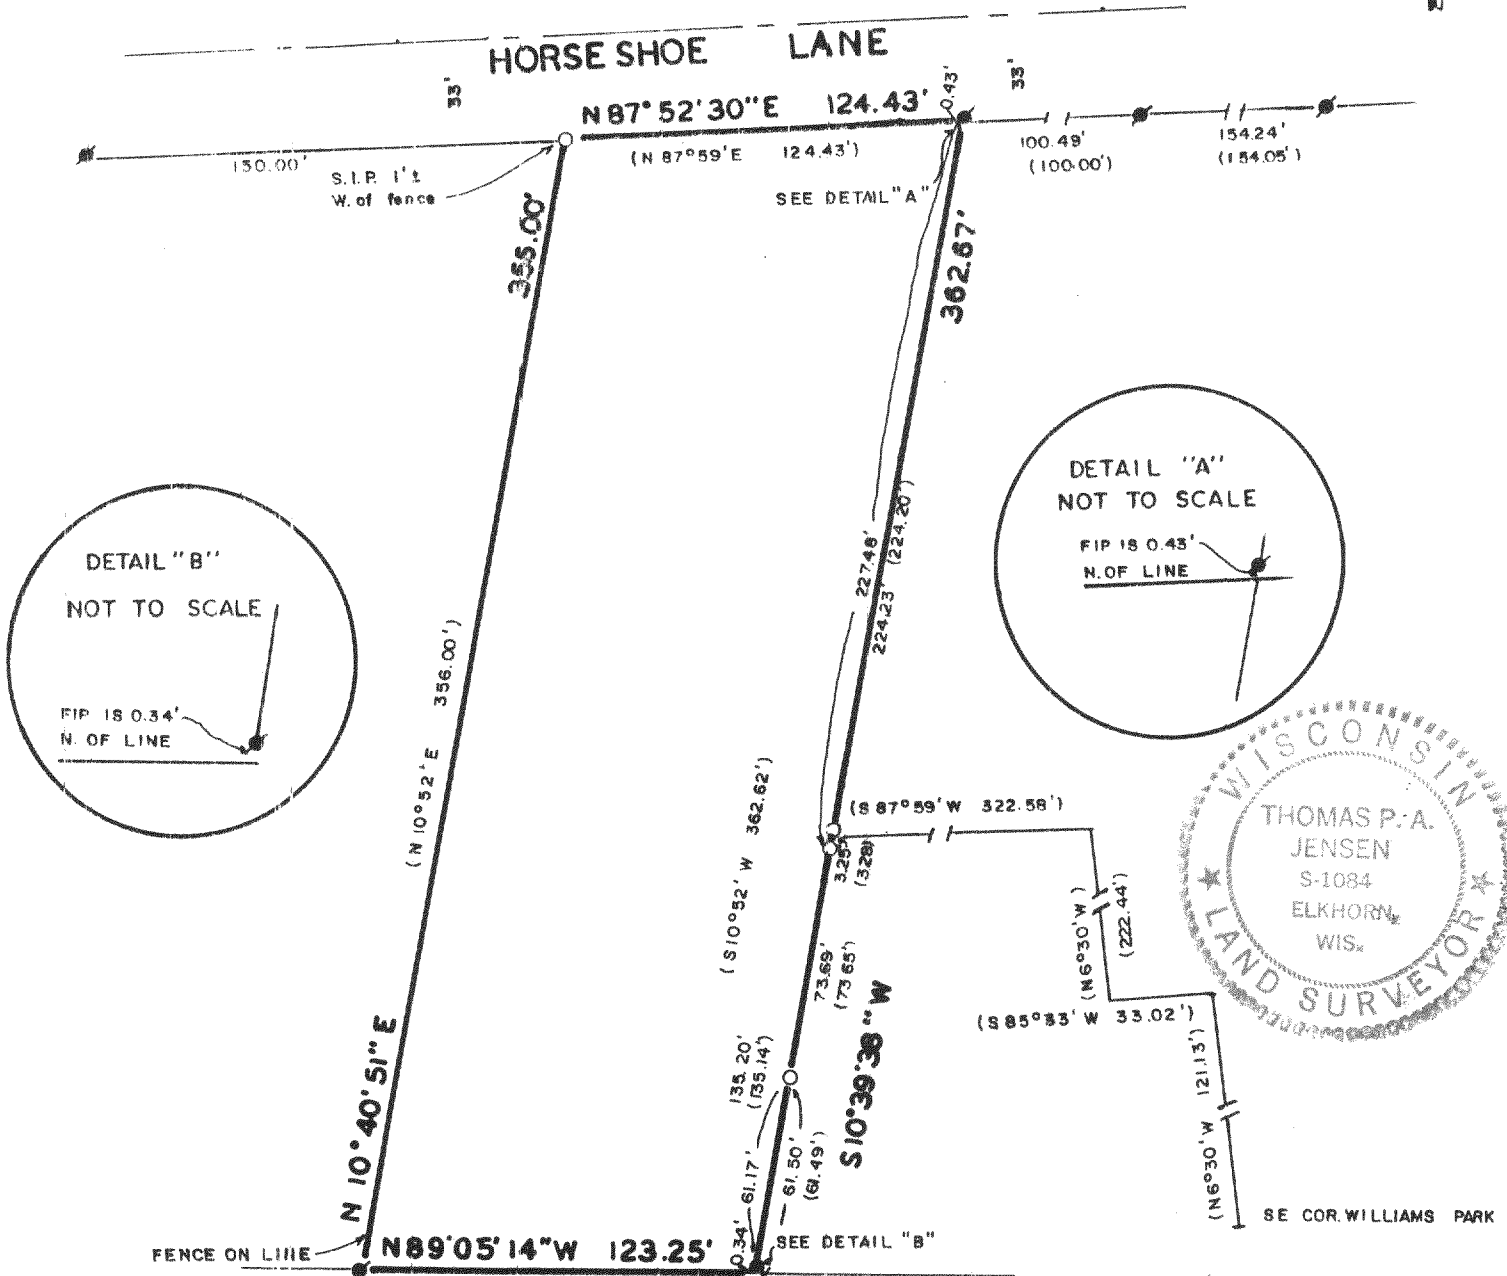 HORSE SHOE LANE
33'
33'
N 87° 52' 30" E 124.43'
0.43'
(N 87°59'E 124.43')
150.00'
100.49'
(100.00')
154.24'
(154.05')
S.I.P. 1'±
W. of fence
SEE DETAIL "A"
355.00'
362.67'
DETAIL "A"
NOT TO SCALE
FIP IS 0.43'
N. OF LINE
DETAIL "B"
NOT TO SCALE
FIP IS 0.34'
N. OF LINE
227.48'
224.23' (224.20')
(N 10°52' E 356.00')
(S 10°52' W 362.62')
(S 87°59' W 322.58')
3.25'
(3.28)
WISCONSIN
THOMAS P. A.
JENSEN
S-1084
ELKHORN,
WIS.
LAND SURVEYOR
(N 6°30' W)
(222.44')
73.69'
(73.65')
(S 85°33' W 33.02')
S 10°39'38" W
135.20'
(135.14')
N 10°40'51" E
61.17'
61.50'
(61.49')
(N 6°30' W 121.13')
SE COR. WILLIAMS PARK
0.34'
SEE DETAIL "B"
FENCE ON LINE
N 89°05'14" W 123.25'